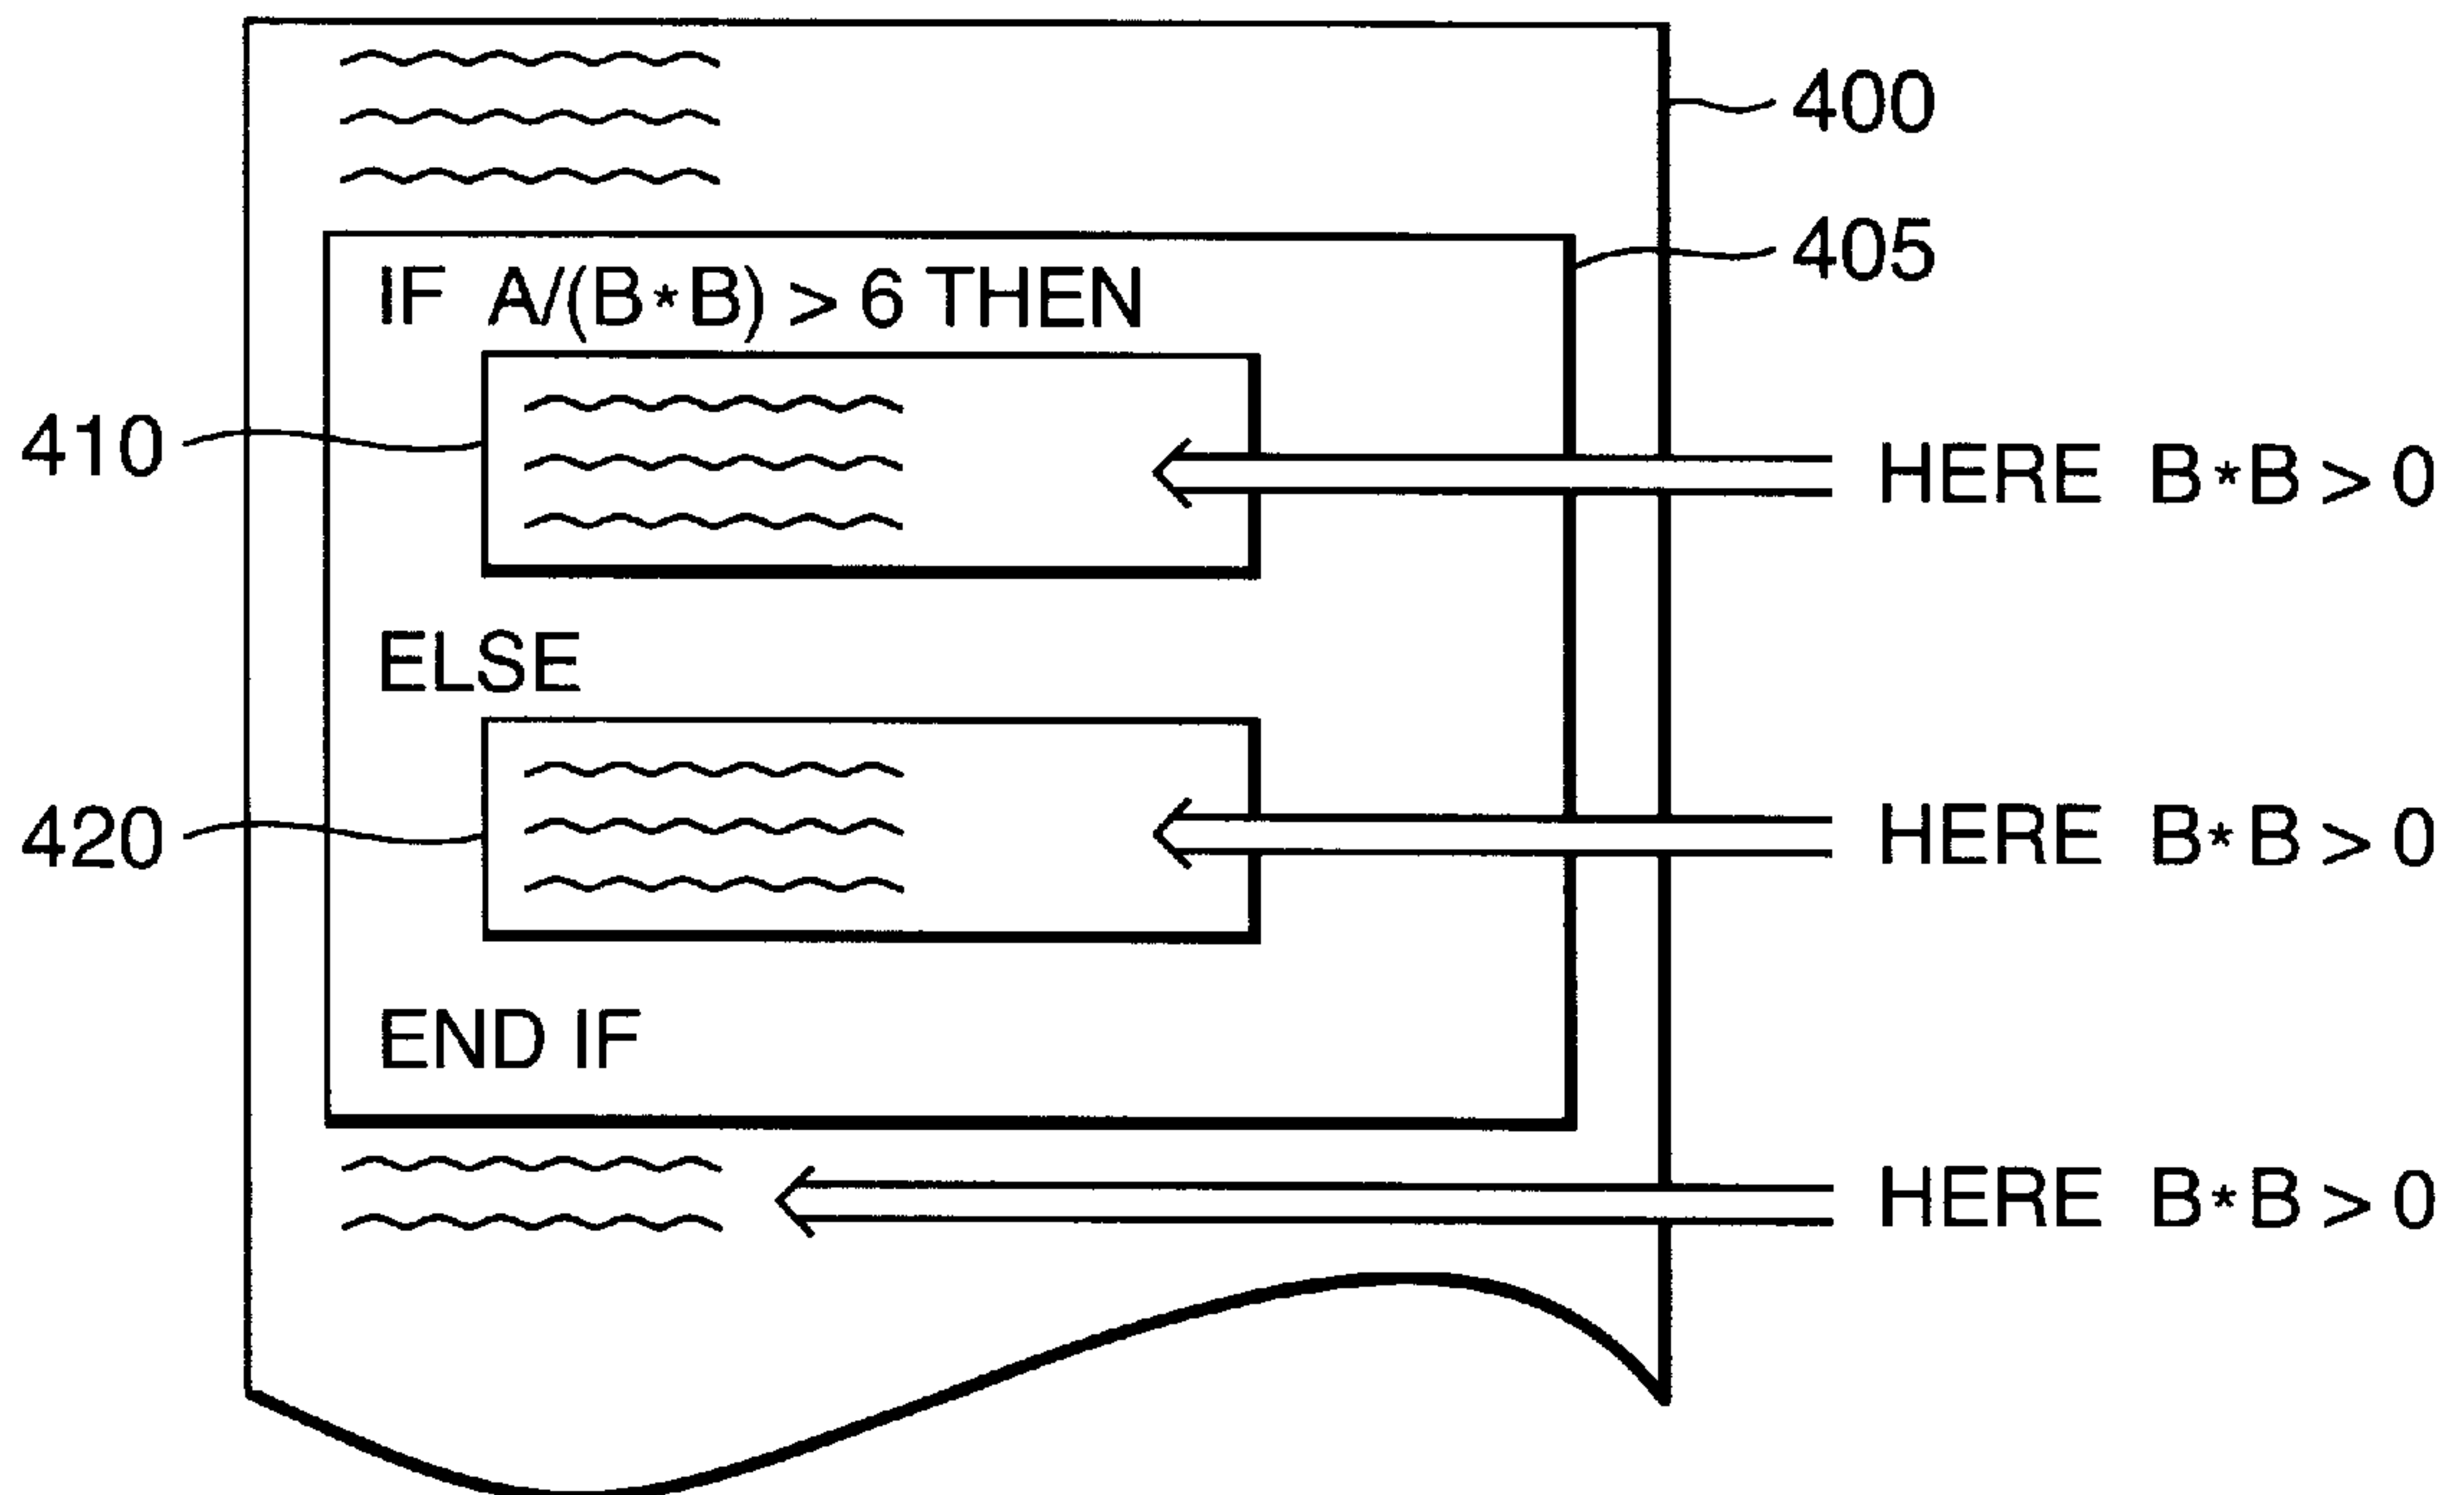 400
405
IF A/(B*B) > 6 THEN
410
HERE B*B > 0
ELSE
420
HERE B*B > 0
END IF
HERE B*B > 0